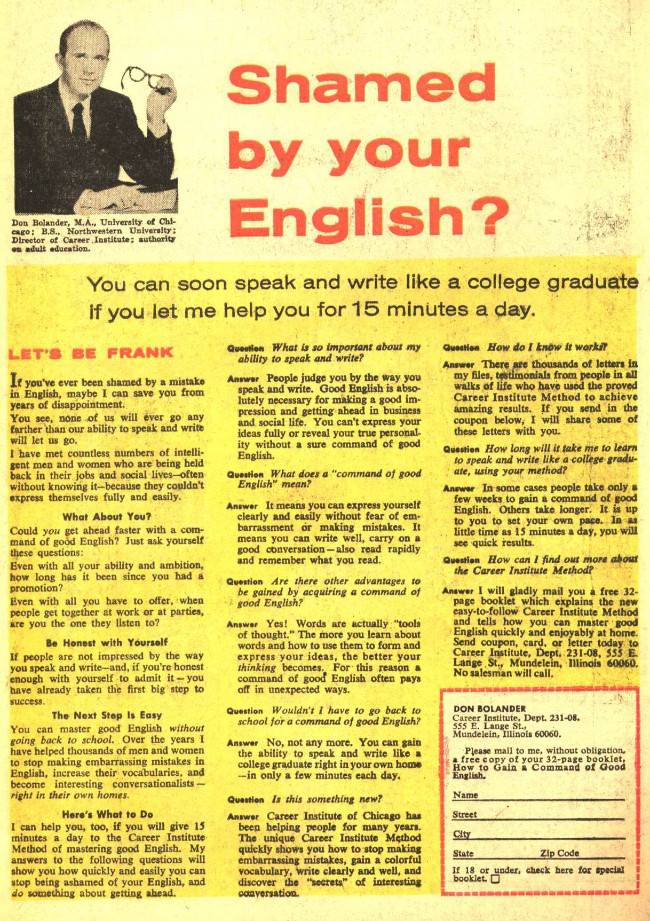 Shamed
by your
English?
Don Bolander, M.A., University of Chi-
cago; B.S., Northwestern University;
Director of Career Institute; authority
on adult education.
You can soon speak and write like a college graduate
if you let me help you for 15 minutes a day.
LET'S BE FRANK
If you've ever been shamed by a mistake
in English, maybe I can save you from
years of disappointment.
You see, none of us will ever go any
farther than our ability to speak and write
will let us go.
I have met countless numbers of intelli-
gent men and women who are being held
back in their jobs and social lives—often
without knowing it—because they couldn't
express themselves fully and easily.
What About You?
Could you get ahead faster with a com-
mand of good English? Just ask yourself
these questions:
Even with all your ability and ambition,
how long has it been since you had a
promotion?
Even with all you have to offer, when
people get together at work or at parties,
are you the one they listen to?
Be Honest with Yourself
If people are not impressed by the way
you speak and write—and, if you're honest
enough with yourself to admit it—you
have already taken the first big step to
success.
The Next Step Is Easy
You can master good English without
going back to school. Over the years I
have helped thousands of men and women
to stop making embarrassing mistakes in
English, increase their vocabularies, and
become interesting conversationalists—
right in their own homes.
Here's What to Do
I can help you, too, if you will give 15
minutes a day to the Career Institute
Method of mastering good English. My
answers to the following questions will
show you how quickly and easily you can
stop being ashamed of your English, and
do something about getting ahead.
Question What is so important about my
ability to speak and write?
Answer People judge you by the way you
speak and write. Good English is abso-
lutely necessary for making a good im-
pression and getting ahead in business
and social life. You can't express your
ideas fully or reveal your true personal-
ity without a sure command of good
English.
Question What does a "command of good
English" mean?
Answer It means you can express yourself
clearly and easily without fear of em-
barrassment or making mistakes. It
means you can write well, carry on a
good conversation—also read rapidly
and remember what you read.
Question Are there other advantages to
be gained by acquiring a command of
good English?
Answer Yes! Words are actually "tools
of thought." The more you learn about
words and how to use them to form and
express your ideas, the better your
thinking becomes. For this reason a
command of good English often pays
off in unexpected ways.
Question Wouldn't I have to go back to
school for a command of good English?
Answer No, not any more. You can gain
the ability to speak and write like a
college graduate right in your own home
—in only a few minutes each day.
Question Is this something new?
Answer Career Institute of Chicago has
been helping people for many years.
The unique Career Institute Method
quickly shows you how to stop making
embarrassing mistakes, gain a colorful
vocabulary, write clearly and well, and
discover the "secrets" of interesting
conversation.
Question How do I know it works?
Answer There are thousands of letters in
my files, testimonials from people in all
walks of life who have used the proved
Career Institute Method to achieve
amazing results. If you send in the
coupon below, I will share some of
these letters with you.
Question How long will it take me to learn
to speak and write like a college gradu-
ate, using your method?
Answer In some cases people take only a
few weeks to gain a command of good
English. Others take longer. It is up
to you to set your own pace. In as
little time as 15 minutes a day, you will
see quick results.
Question How can I find out more about
the Career Institute Method?
Answer I will gladly mail you a free 32-
page booklet which explains the new
easy-to-follow Career Institute Method
and tells how you can master good
English quickly and enjoyably at home.
Send coupon, card, or letter today to
Career Institute, Dept. 231-08, 555 E.
Lange St., Mundelein, Illinois 60060.
No salesman will call.
DON BOLANDER
Career Institute, Dept. 231-08,
555 E. Lange St.,
Mundelein, Illinois 60060.
Please mail to me, without obligation,
a free copy of your 32-page booklet,
How to Gain a Command of Good
English.
Name
Street
City
State Zip Code
If 18 or under, check here for special
booklet.